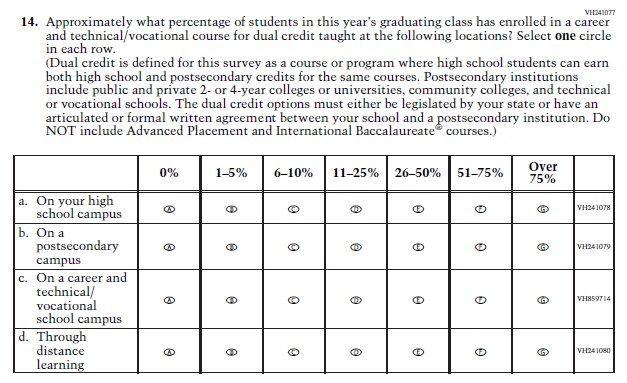 VH241077
14. Approximately what percentage of students in this year's graduating class has enrolled in a career
and technical/vocational course for dual credit taught at the following locations? Select one circle
in each row.
(Dual credit is defined for this survey as a course or program where high school students can earn
both high school and postsecondary credits for the same courses. Postsecondary institutions
include public and private 2- or 4-year colleges or universities, community colleges, and technical
or vocational schools. The dual credit options must either be legislated by your state or have an
articulated or formal written agreement between your school and a postsecondary institution. Do
NOT include Advanced Placement and International Baccalaureate® courses.)
0% 1–5% 6–10% 11–25% 26–50% 51–75% Over
75%
a. On your high
school campus
A B C D E F G VH241078
b. On a
postsecondary
campus
A B C D E F G VH241079
c. On a career and
technical/
vocational
school campus
A B C D E F G VH859714
d. Through
distance
learning
A B C D E F G VH241080